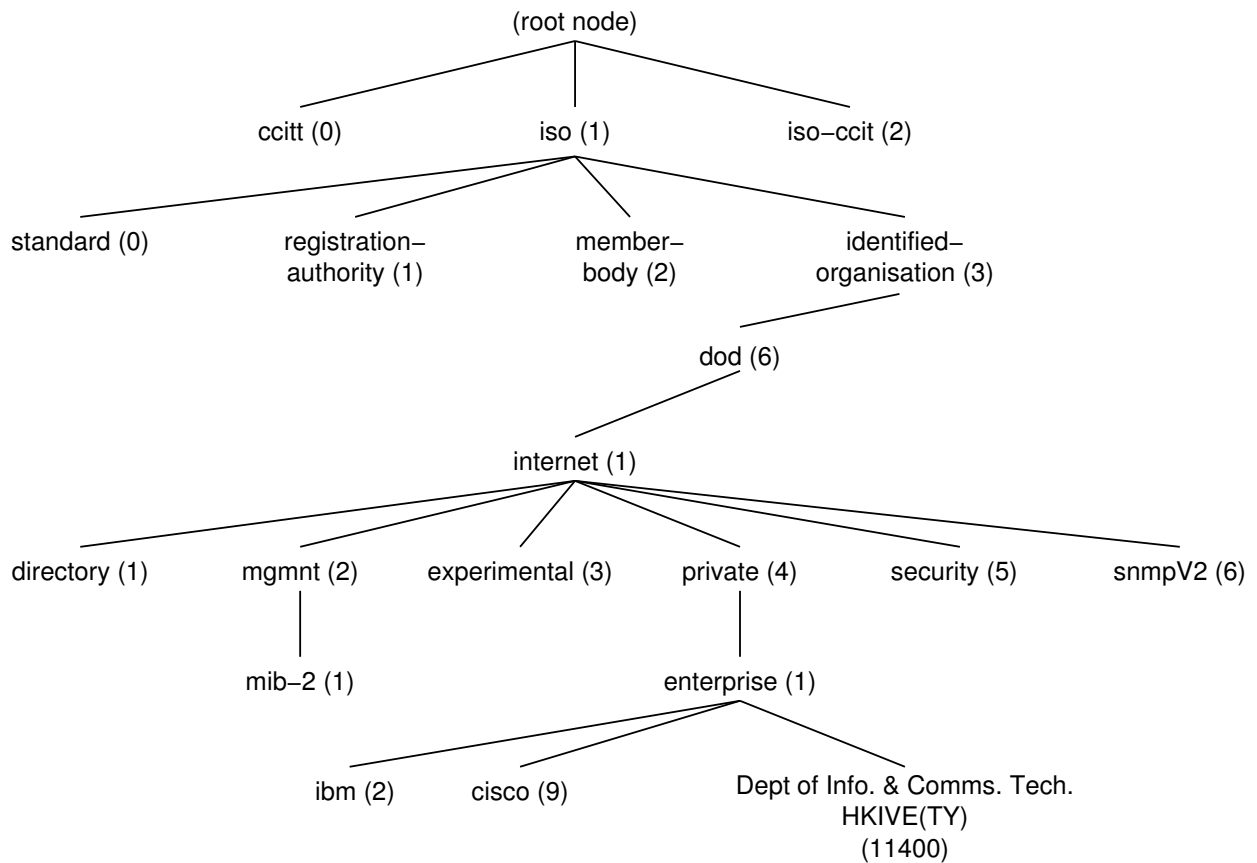 (root node)
ccitt (0)
iso (1)
iso−ccit (2)
standard (0)
registration−
authority (1)
member−
body (2)
identified−
organisation (3)
dod (6)
internet (1)
directory (1)
mgmnt (2)
experimental (3)
private (4)
security (5)
snmpV2 (6)
mib−2 (1)
enterprise (1)
ibm (2)
cisco (9)
Dept of Info. & Comms. Tech.
HKIVE(TY)
(11400)